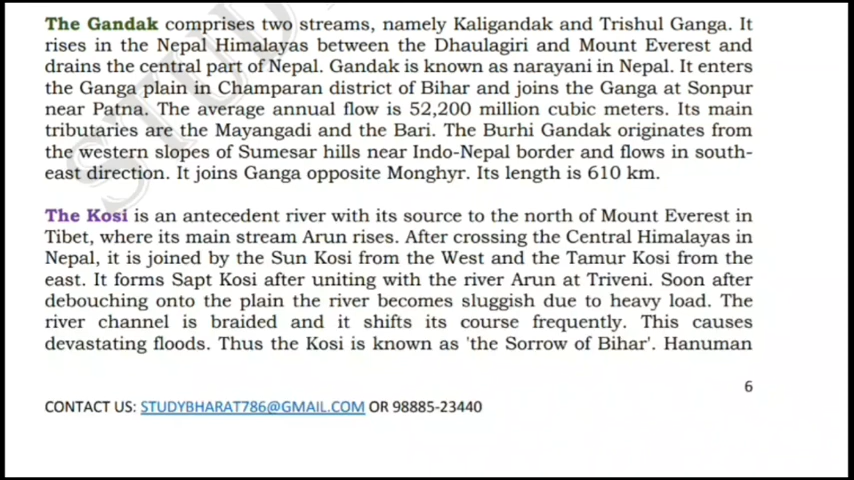 The Gandak comprises two streams, namely Kaligandak and Trishul Ganga. It
rises in the Nepal Himalayas between the Dhaulagiri and Mount Everest and
drains the central part of Nepal. Gandak is known as narayani in Nepal. It enters
the Ganga plain in Champaran district of Bihar and joins the Ganga at Sonpur
near Patna. The average annual flow is 52,200 million cubic meters. Its main
tributaries are the Mayangadi and the Bari. The Burhi Gandak originates from
the western slopes of Sumesar hills near Indo-Nepal border and flows in south-
east direction. It joins Ganga opposite Monghyr. Its length is 610 km.
The Kosi is an antecedent river with its source to the north of Mount Everest in
Tibet, where its main stream Arun rises. After crossing the Central Himalayas in
Nepal, it is joined by the Sun Kosi from the West and the Tamur Kosi from the
east. It forms Sapt Kosi after uniting with the river Arun at Triveni. Soon after
debouching onto the plain the river becomes sluggish due to heavy load. The
river channel is braided and it shifts its course frequently. This causes
devastating floods. Thus the Kosi is known as 'the Sorrow of Bihar'. Hanuman
6
CONTACT US: STUDYBHARAT786@GMAIL.COM OR 98885-23440
STUDY